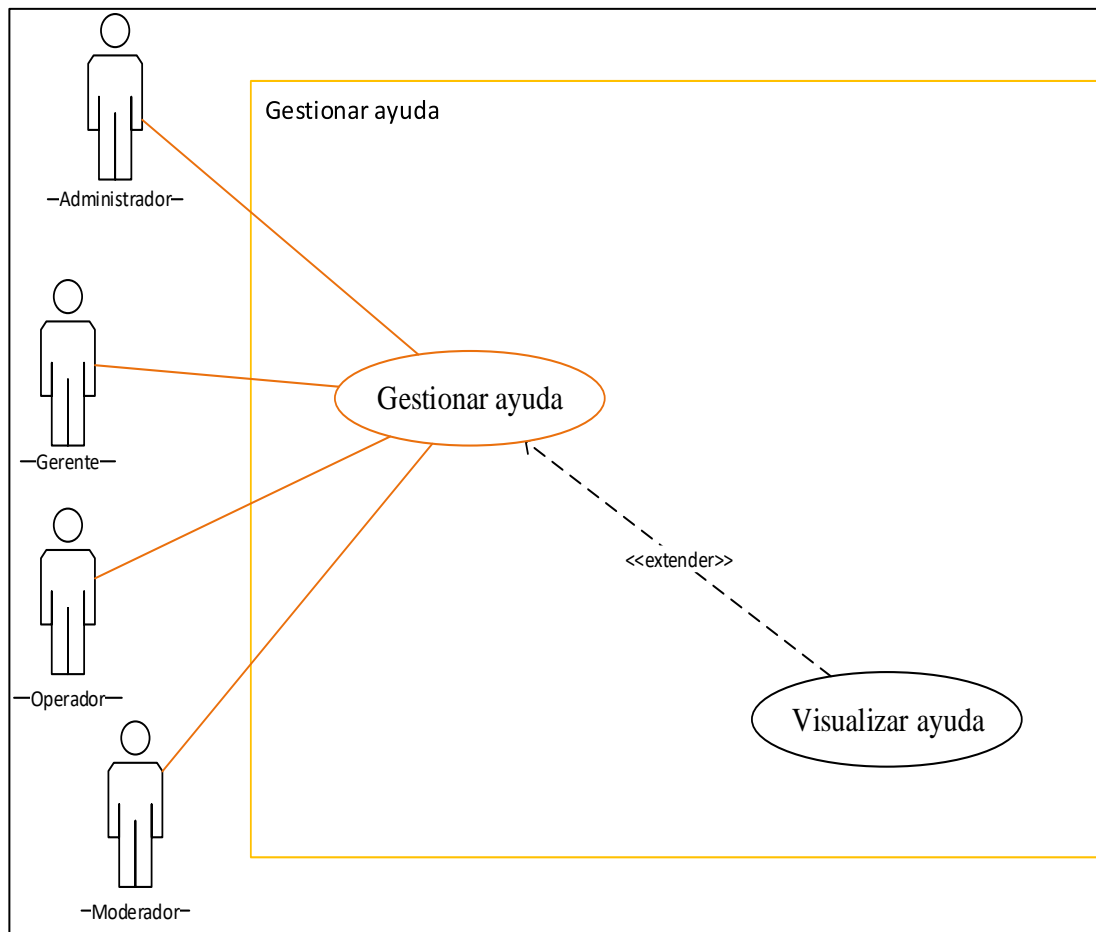 Gestionar ayuda
Administrador
Gestionar ayuda
Gerente
<<extender>>
Operador
Visualizar ayuda
Moderador